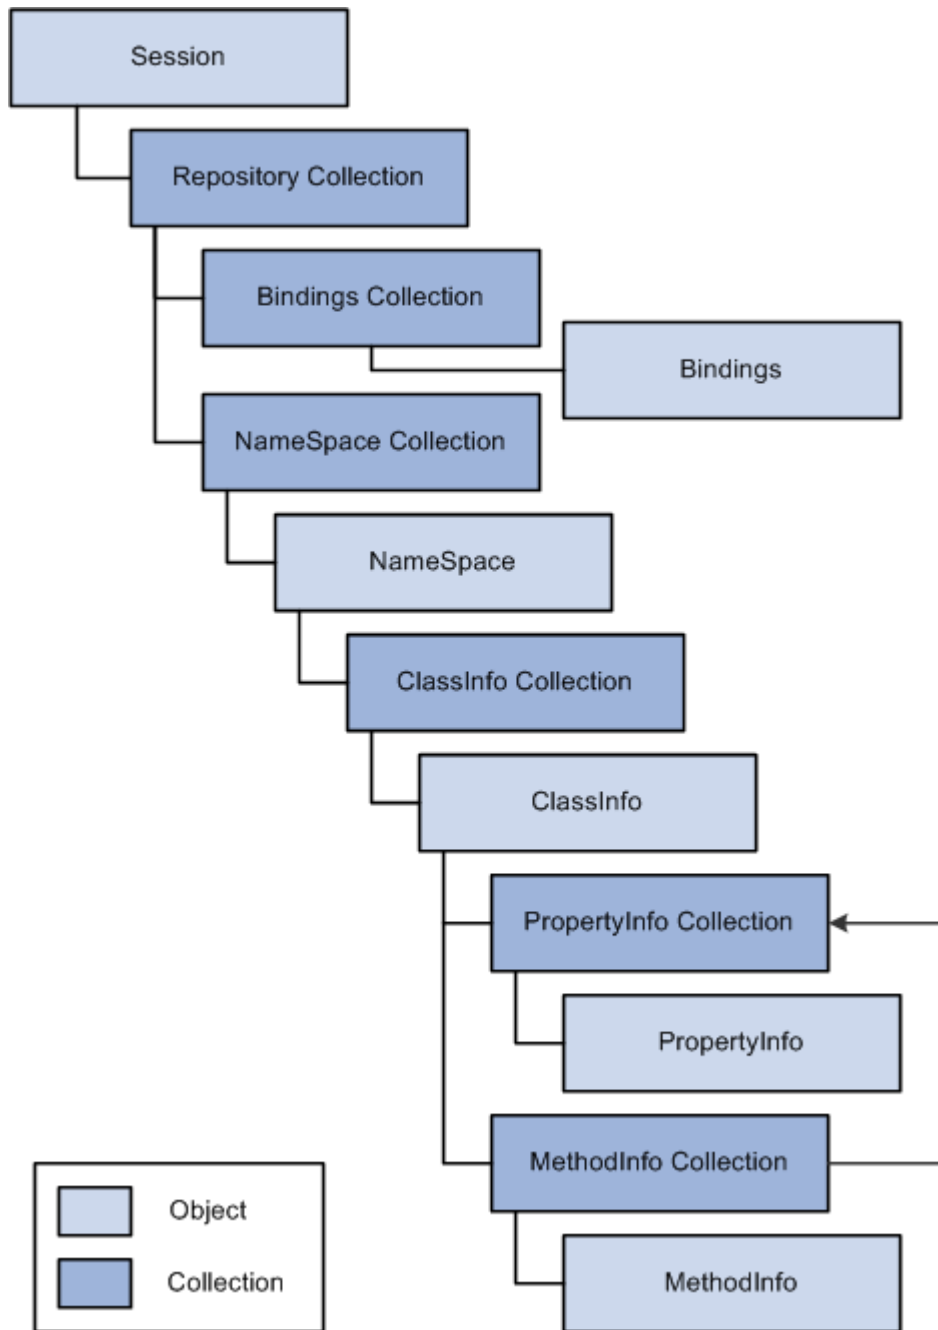 Session
Repository Collection
Bindings Collection
Bindings
NameSpace Collection
NameSpace
ClassInfo Collection
ClassInfo
PropertyInfo Collection
PropertyInfo
MethodInfo Collection
MethodInfo
Object
Collection